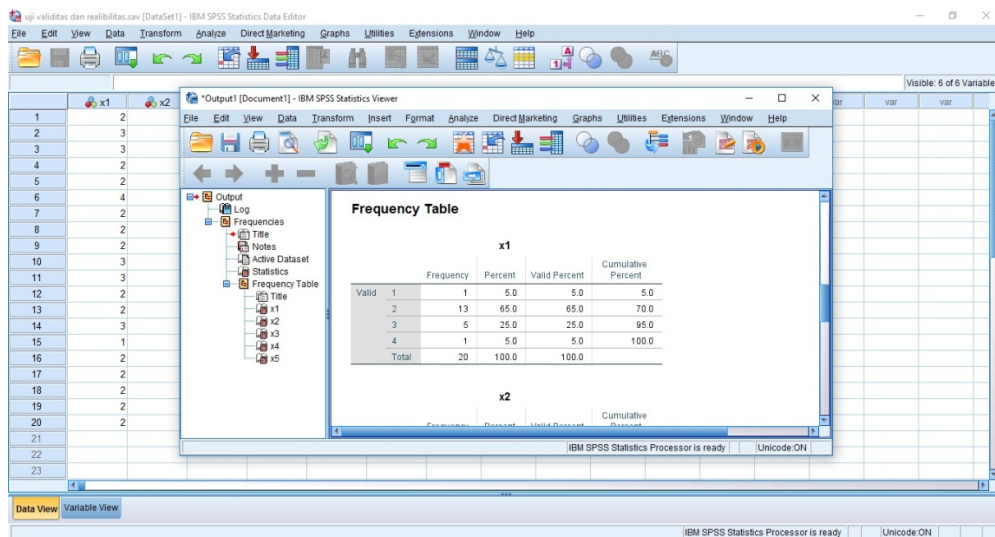 uji validitas dan realibilitas.sav [DataSet1] - IBM SPSS Statistics Data Editor
File Edit View Data Transform Analyze Direct Marketing Graphs Utilities Extensions Window Help
Visible: 6 of 6 Variable
x1 x2 var var var
1 2
2 3
3 3
4 2
5 2
6 4
7 2
8 2
9 2
10 3
11 3
12 2
13 2
14 3
15 1
16 2
17 2
18 2
19 2
20 2
21
22
23
*Output1 [Document1] - IBM SPSS Statistics Viewer
File Edit View Data Transform Insert Format Analyze Direct Marketing Graphs Utilities Extensions Window Help
Output
Log
Frequencies
Title
Notes
Active Dataset
Statistics
Frequency Table
Title
x1
x2
x3
x4
x5
Frequency Table
x1
Frequency Percent Valid Percent Cumulative Percent
Valid 1 1 5.0 5.0 5.0
2 13 65.0 65.0 70.0
3 5 25.0 25.0 95.0
4 1 5.0 5.0 100.0
Total 20 100.0 100.0
x2
Frequency Percent Valid Percent Cumulative Percent
IBM SPSS Statistics Processor is ready Unicode:ON
Data View Variable View
IBM SPSS Statistics Processor is ready Unicode:ON